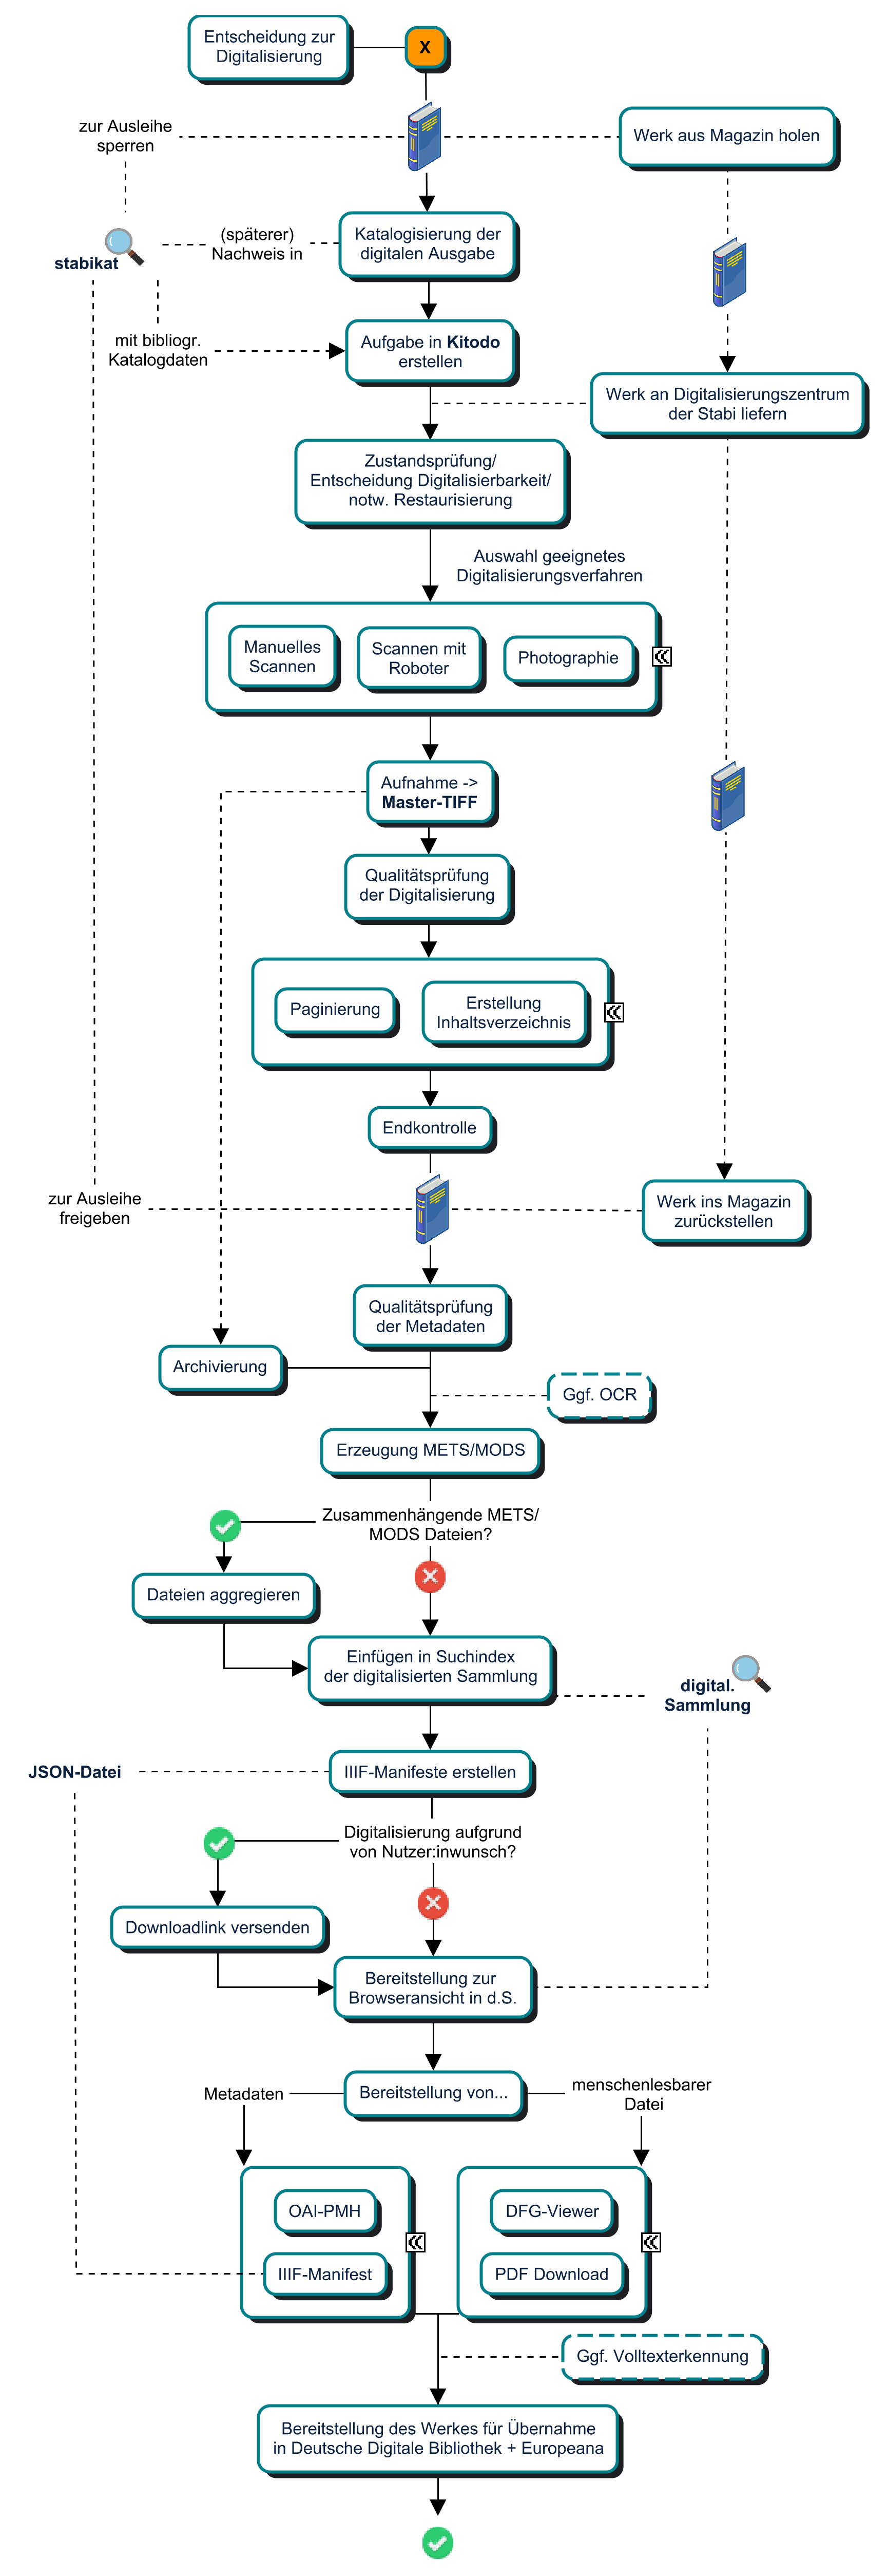 Entscheidung zur
Digitalisierung
X
zur Ausleihe
sperren
Werk aus Magazin holen
stabikat
(späterer)
Nachweis in
Katalogisierung der
digitalen Ausgabe
mit bibliogr.
Katalogdaten
Aufgabe in Kitodo
erstellen
Werk an Digitalisierungszentrum
der Stabi liefern
Zustandsprüfung/
Entscheidung Digitalisierbarkeit/
notw. Restaurisierung
Auswahl geeignetes
Digitalisierungsverfahren
Manuelles
Scannen
Scannen mit
Roboter
Photographie
Aufnahme ->
Master-TIFF
Qualitätsprüfung
der Digitalisierung
Paginierung
Erstellung
Inhaltsverzeichnis
Endkontrolle
zur Ausleihe
freigeben
Werk ins Magazin
zurückstellen
Qualitätsprüfung
der Metadaten
Archivierung
Ggf. OCR
Erzeugung METS/MODS
Zusammenhängende METS/
MODS Dateien?
Dateien aggregieren
Einfügen in Suchindex
der digitalisierten Sammlung
digital.
Sammlung
JSON-Datei
IIIF-Manifeste erstellen
Digitalisierung aufgrund
von Nutzer:inwunsch?
Downloadlink versenden
Bereitstellung zur
Browseransicht in d.S.
Metadaten
Bereitstellung von...
menschenlesbarer
Datei
OAI-PMH
IIIF-Manifest
DFG-Viewer
PDF Download
Ggf. Volltexterkennung
Bereitstellung des Werkes für Übernahme
in Deutsche Digitale Bibliothek + Europeana